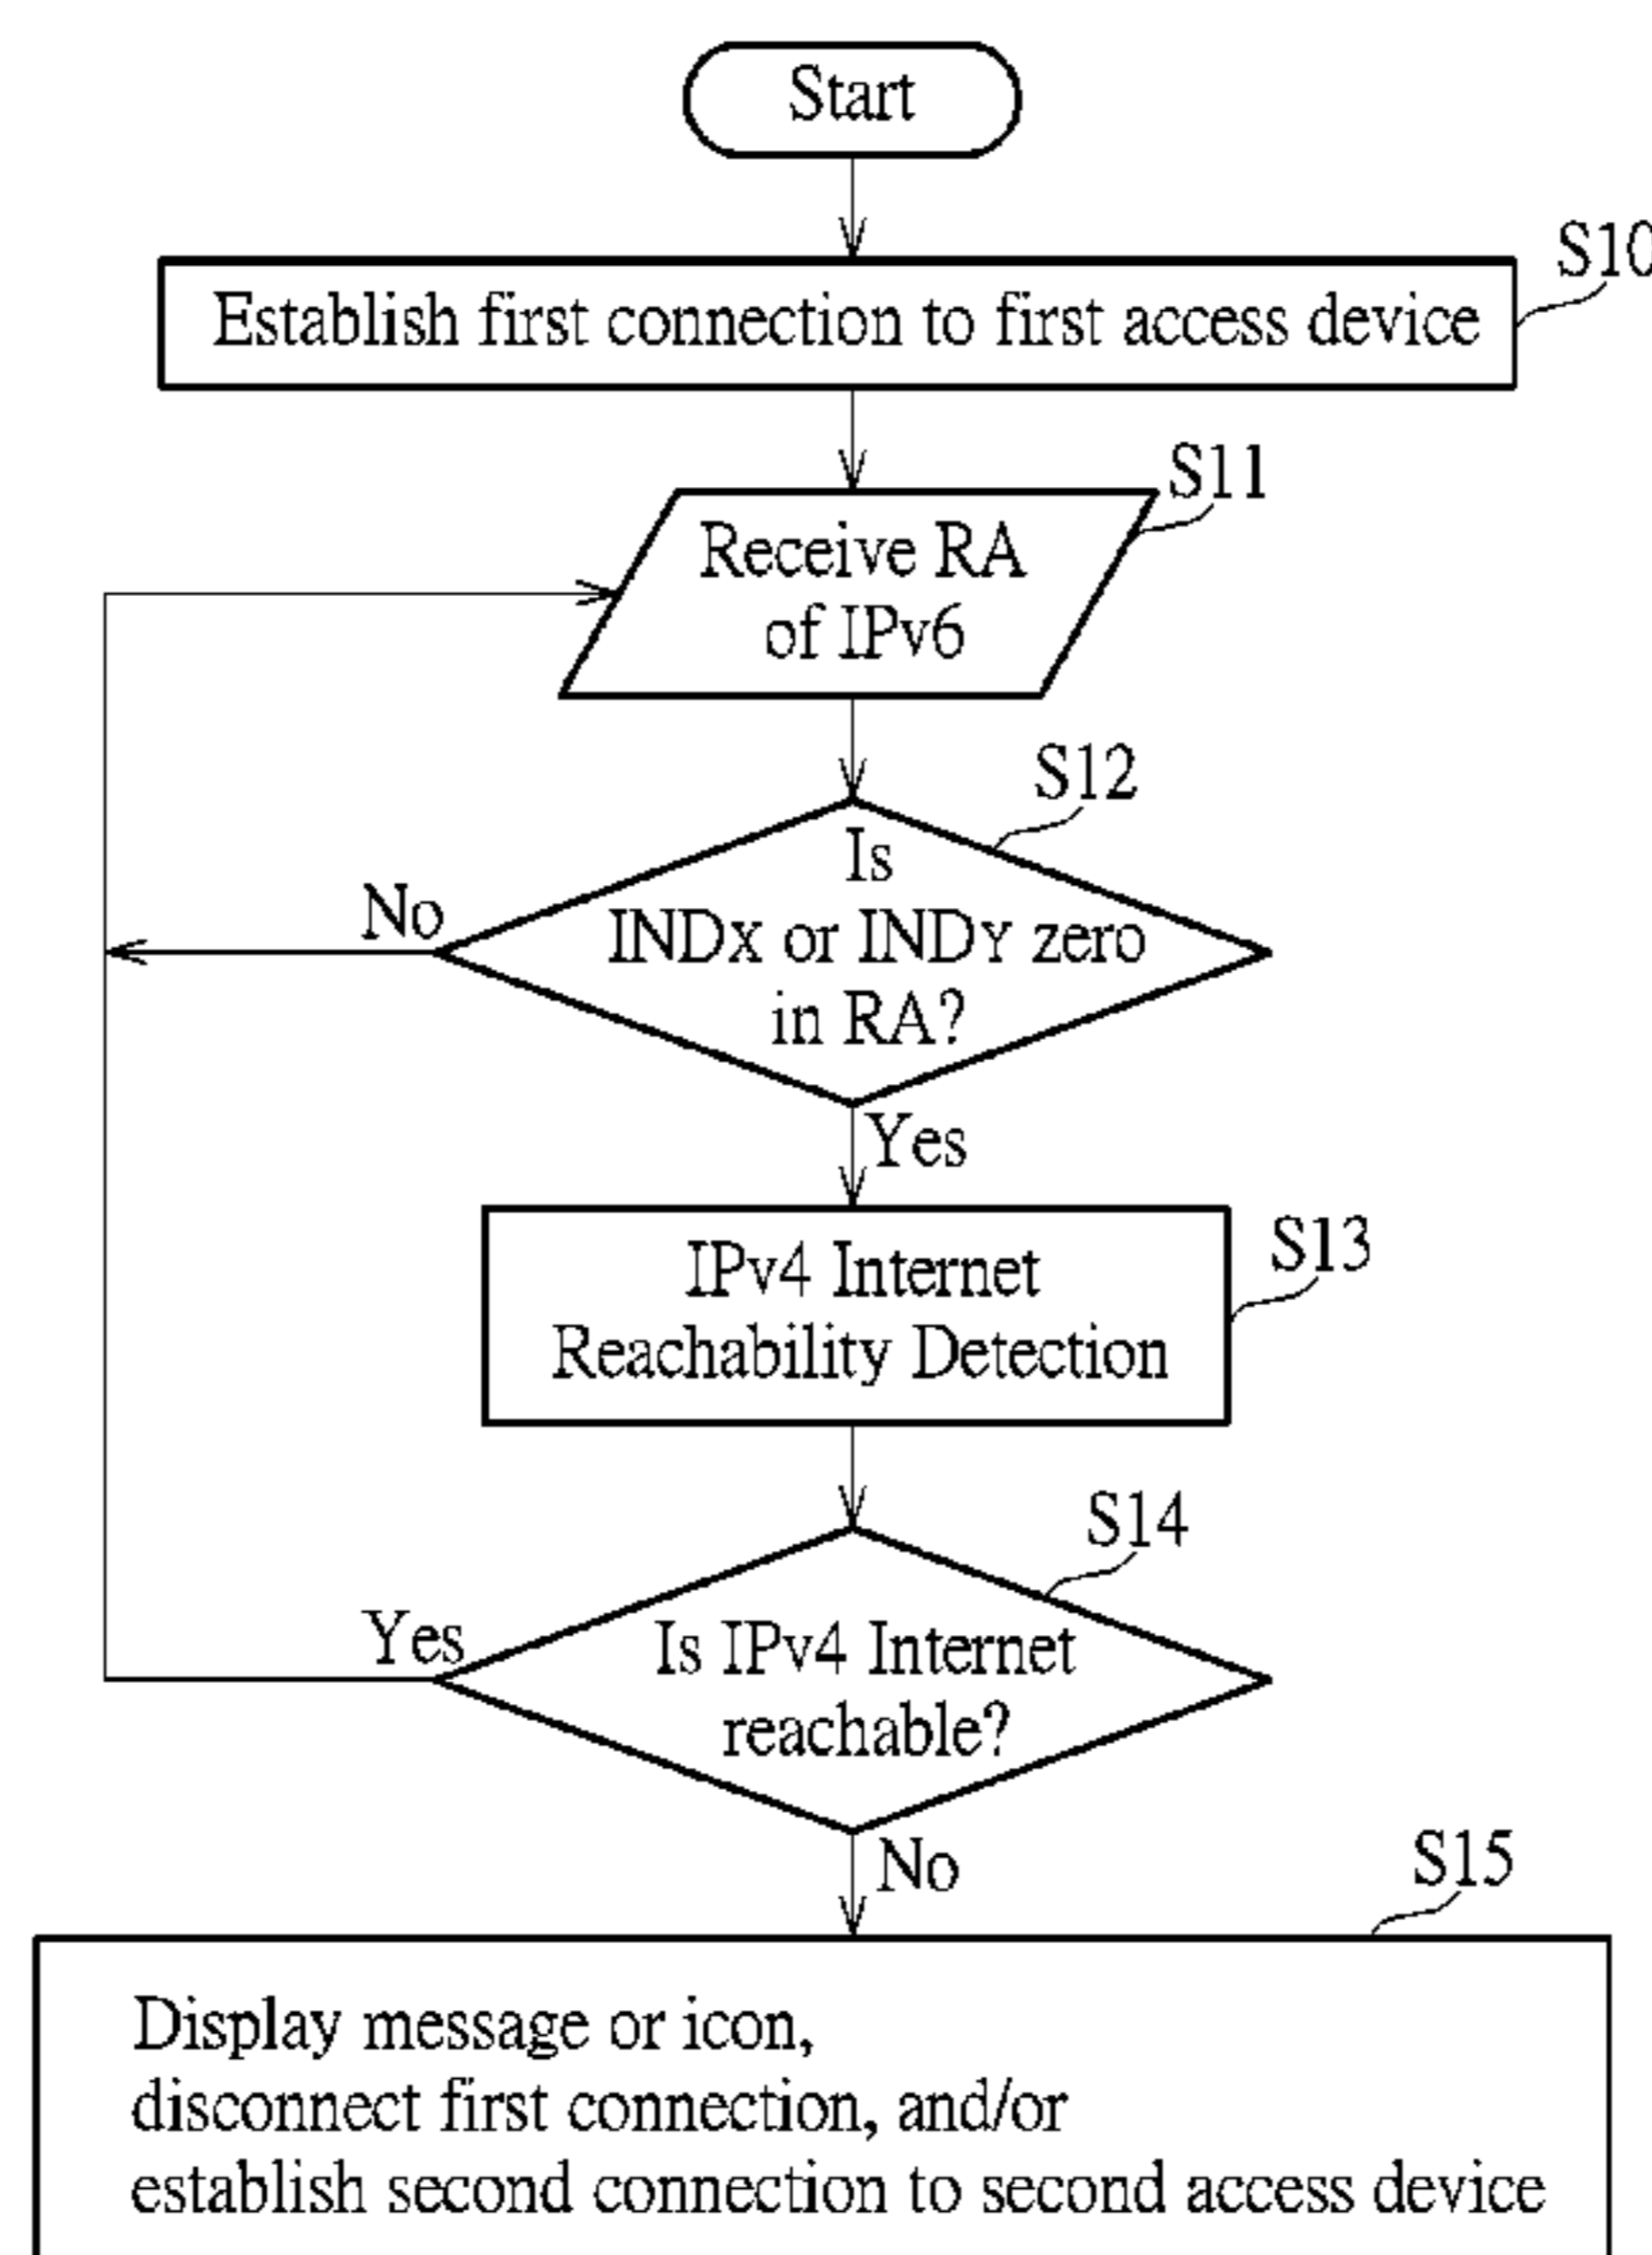 Start
S10
Establish first connection to first access device
S11
Receive RA
of IPv6
S12
Is
INDX or INDY zero
in RA?
No
Yes
IPv4 Internet
Reachability Detection
S13
S14
Is IPv4 Internet
reachable?
Yes
No
S15
Display message or icon,
disconnect first connection, and/or
establish second connection to second access device